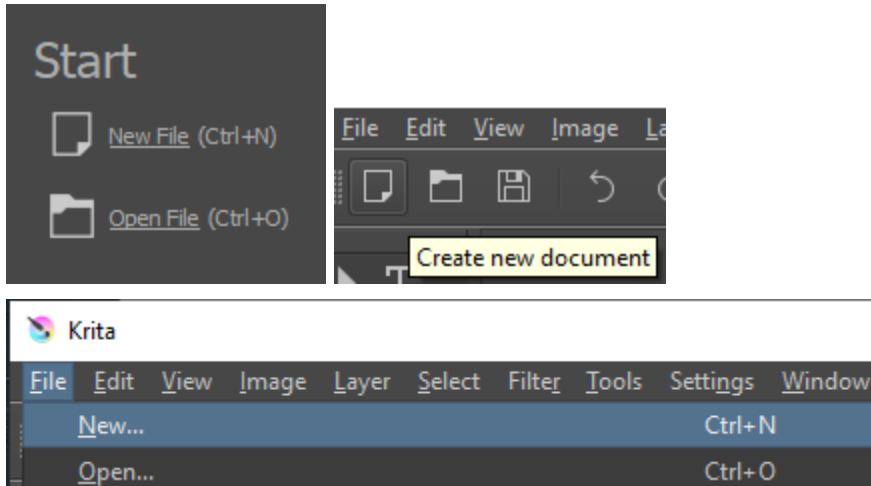 Start
New File (Ctrl+N)
Open File (Ctrl+O)
File Edit View Image
Create new document
Krita
File Edit View Image Layer Select Filter Tools Settings Window
New... Ctrl+N
Open... Ctrl+O